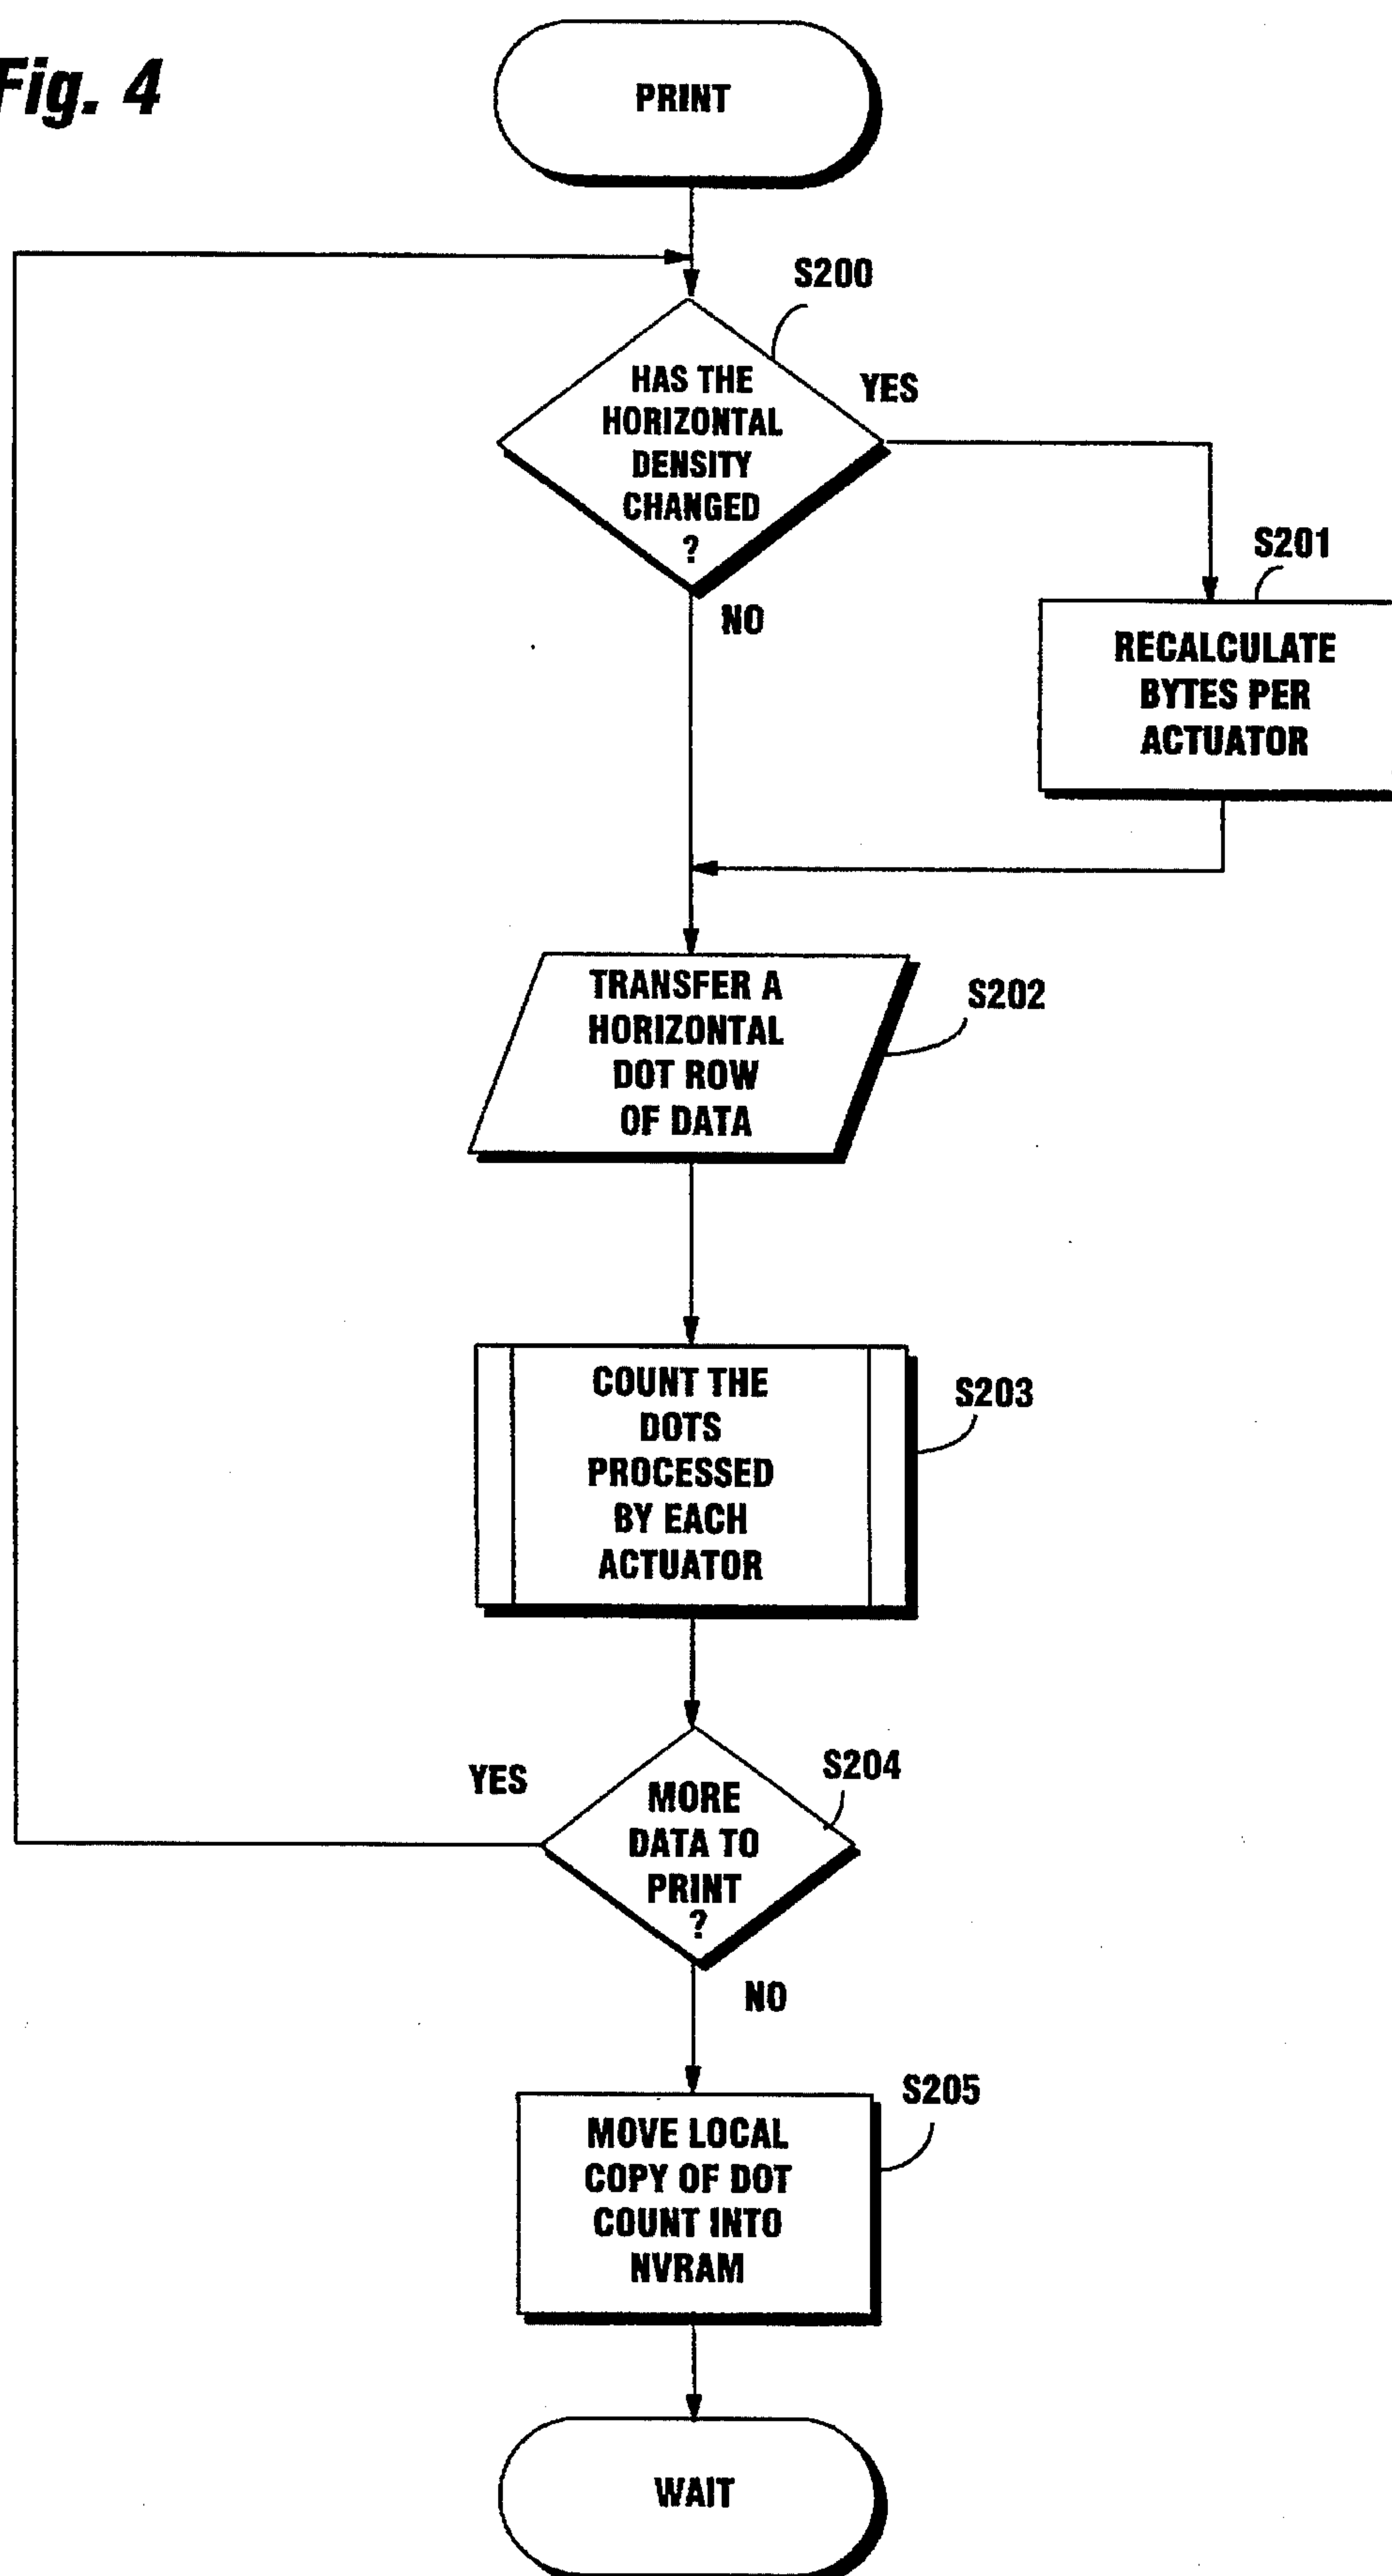 Fig. 4
PRINT
S200
HAS THE
HORIZONTAL
DENSITY
CHANGED
?
YES
NO
S201
RECALCULATE
BYTES PER
ACTUATOR
TRANSFER A
HORIZONTAL
DOT ROW
OF DATA
S202
COUNT THE
DOTS
PROCESSED
BY EACH
ACTUATOR
S203
YES
S204
MORE
DATA TO
PRINT
?
NO
S205
MOVE LOCAL
COPY OF DOT
COUNT INTO
NVRAM
WAIT